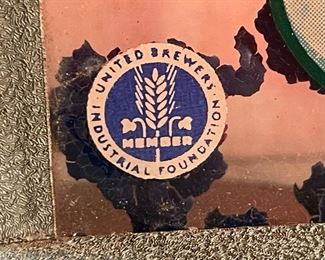 UNITED BREWERS
INDUSTRIAL FOUNDATION
MEMBER